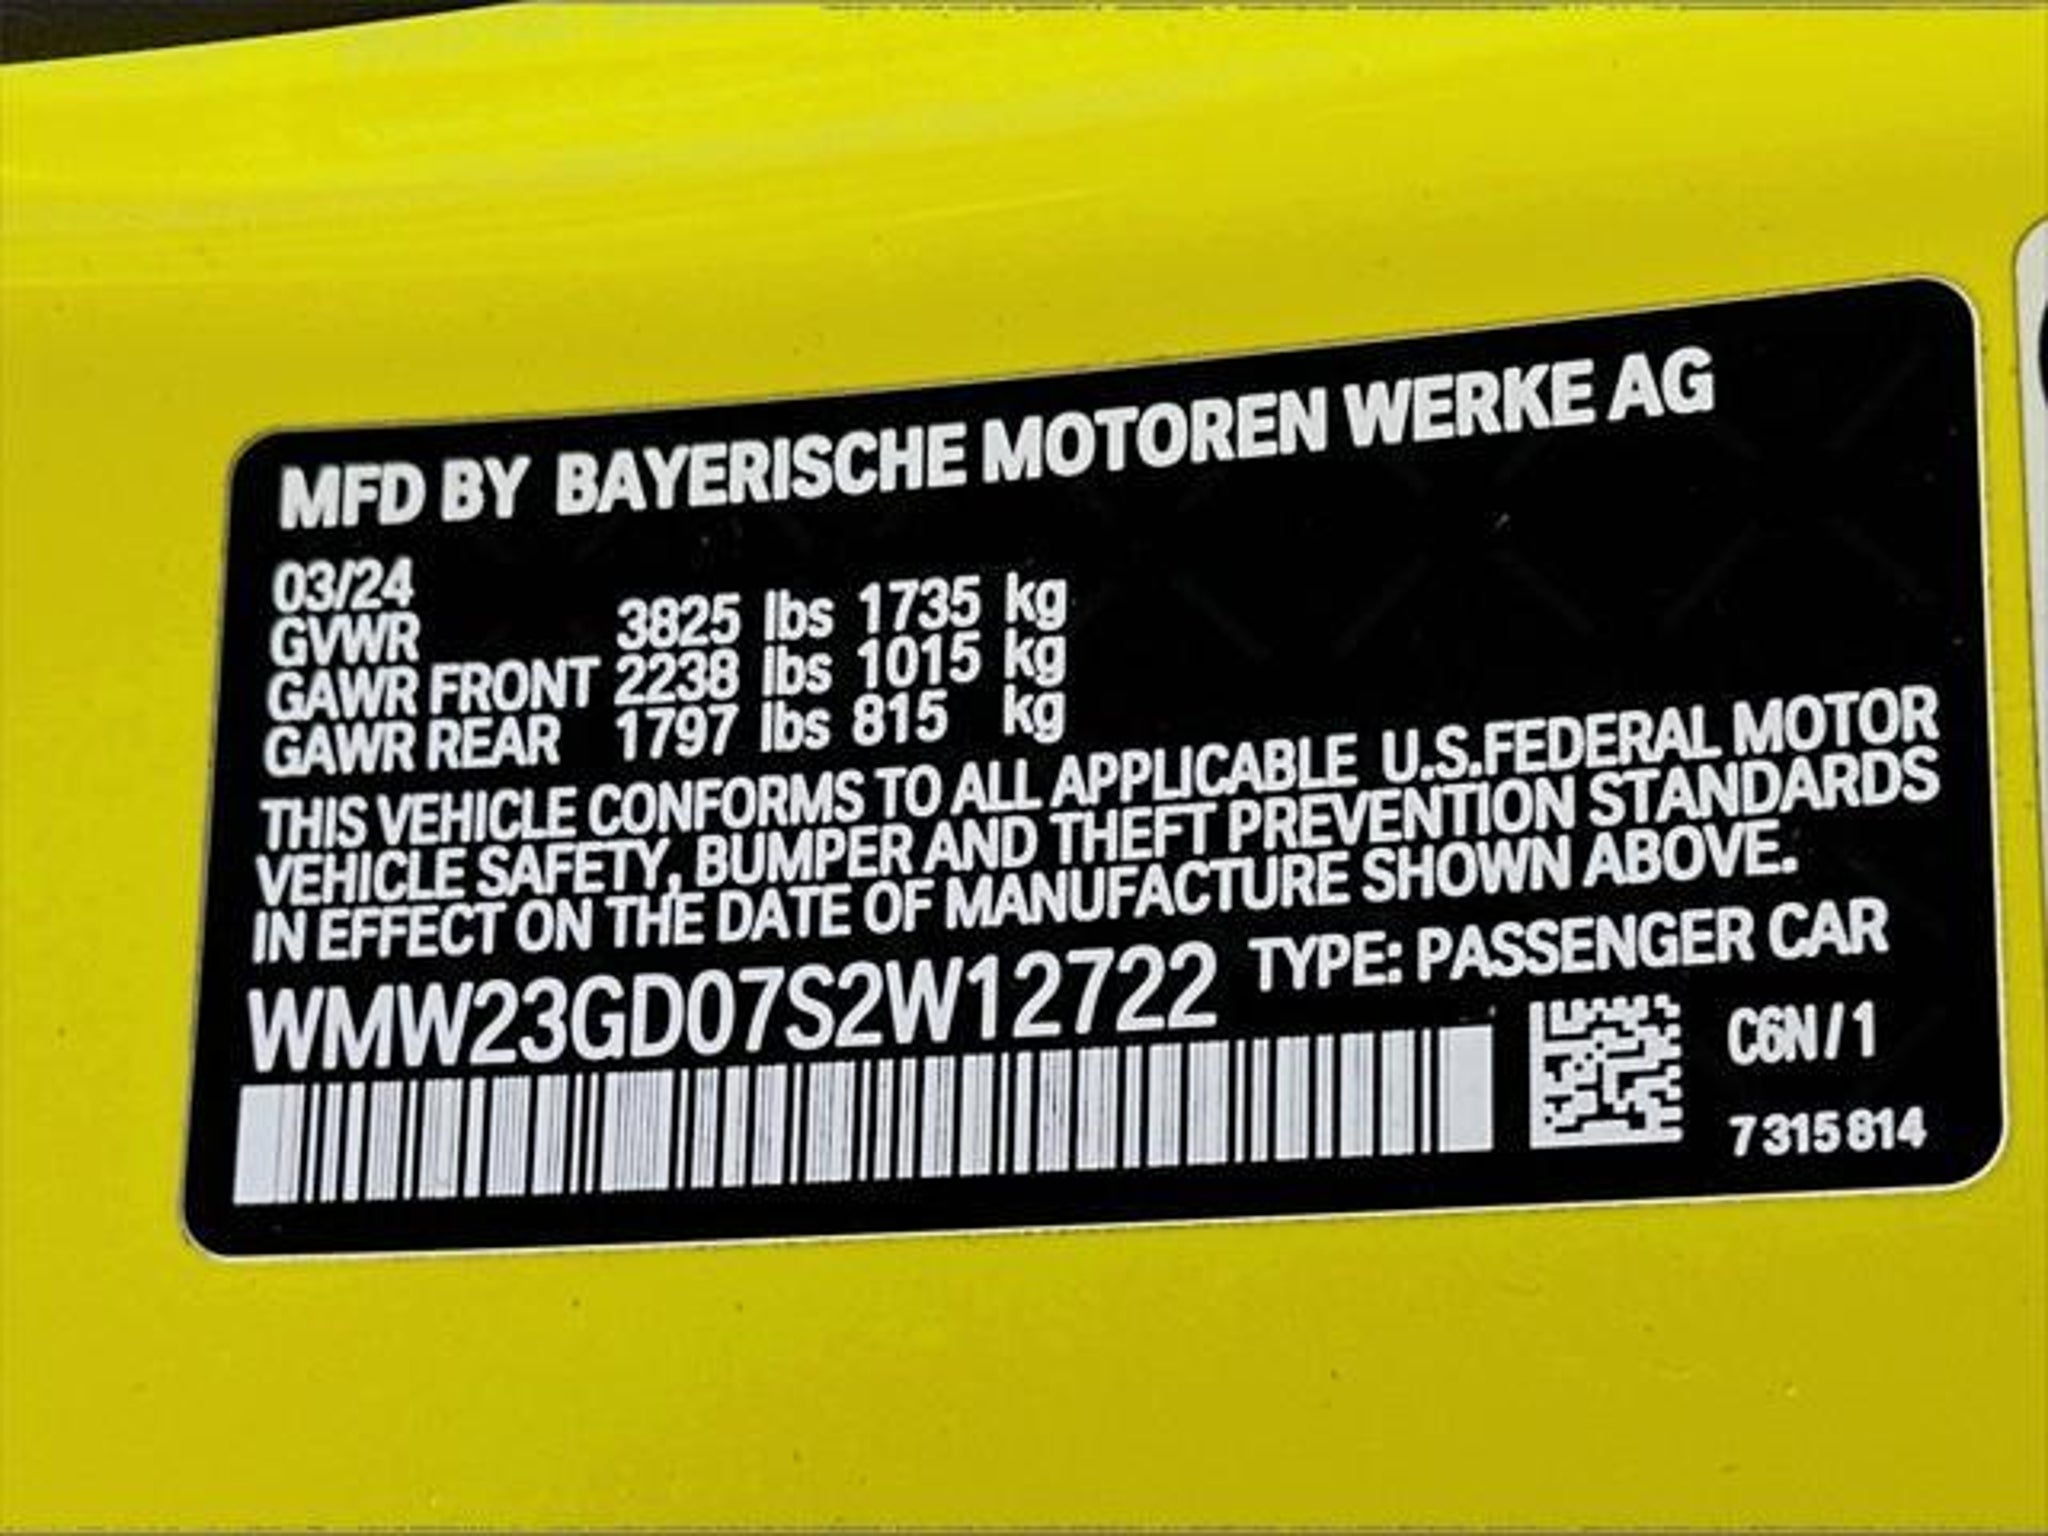 MFD BY BAYERISCHE MOTOREN WERKE AG
03/24
GVWR 3825 lbs 1735 kg
GAWR FRONT 2238 lbs 1015 kg
GAWR REAR 1797 lbs 815 kg
THIS VEHICLE CONFORMS TO ALL APPLICABLE U.S.FEDERAL MOTOR
VEHICLE SAFETY, BUMPER AND THEFT PREVENTION STANDARDS
IN EFFECT ON THE DATE OF MANUFACTURE SHOWN ABOVE.
WMW23GD07S2W12722 TYPE: PASSENGER CAR
C6N/1
7 315 814